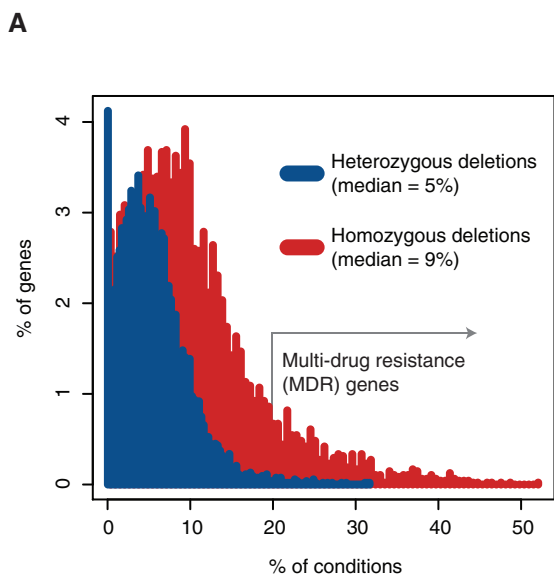 A
Heterozygous deletions
(median = 5%)
Homozygous deletions
(median = 9%)
Multi-drug resistance
(MDR) genes
% of genes
4
3
2
1
0
0 10 20 30 40 50
% of conditions